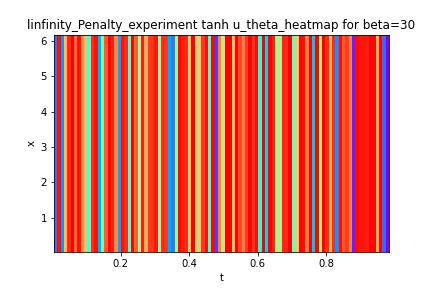 linfinity_Penalty_experiment tanh u_theta_heatmap for beta=30
6
5
4
3
2
1
x
0.2 0.4 0.6 0.8
t